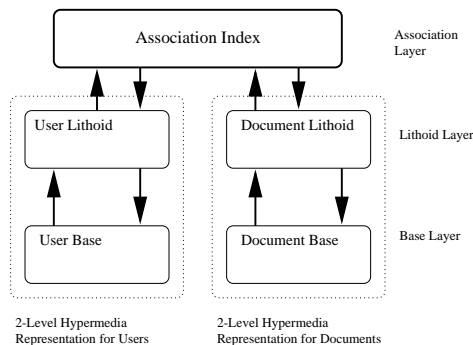 Association Index
Association
Layer
User Lithoid
Document Lithoid
Lithoid Layer
User Base
Document Base
Base Layer
2-Level Hypermedia
Representation for Users
2-Level Hypermedia
Representation for Documents